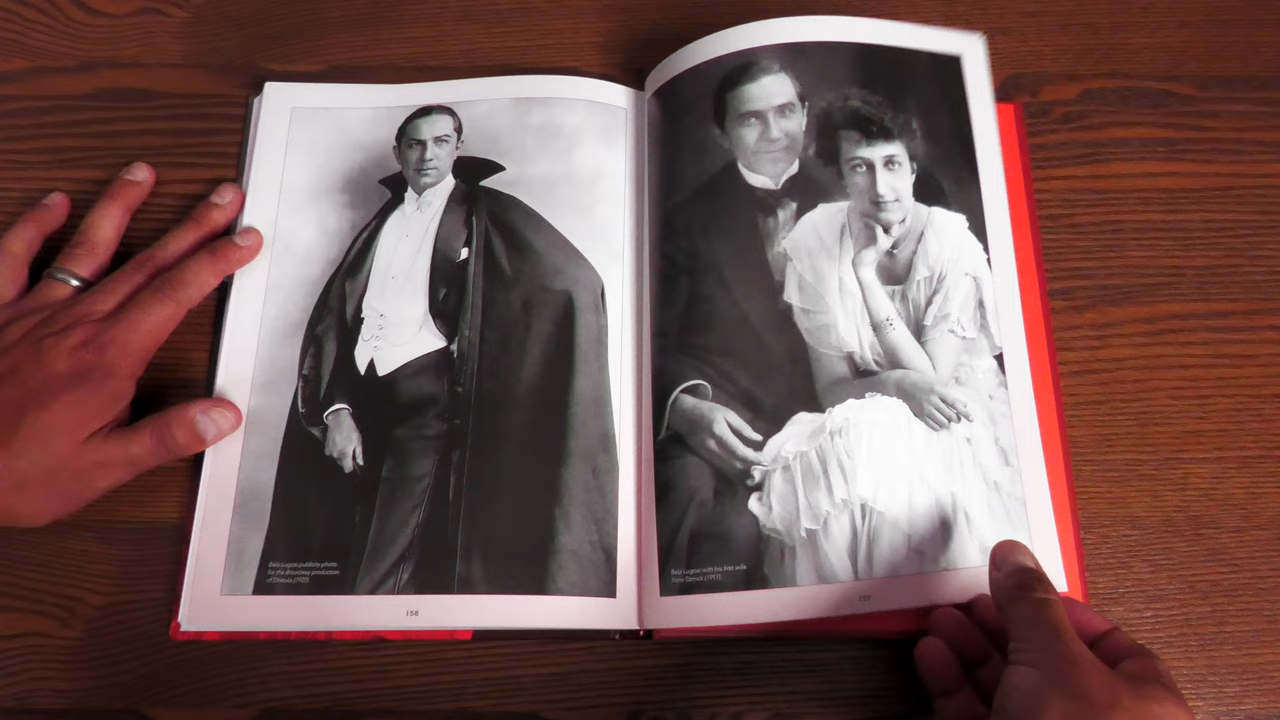 Bela Lugosi publicity photo
for the Broadway production
of Dracula (1927).
158
Bela Lugosi with his first wife
Ilona Szmick (1917).
159